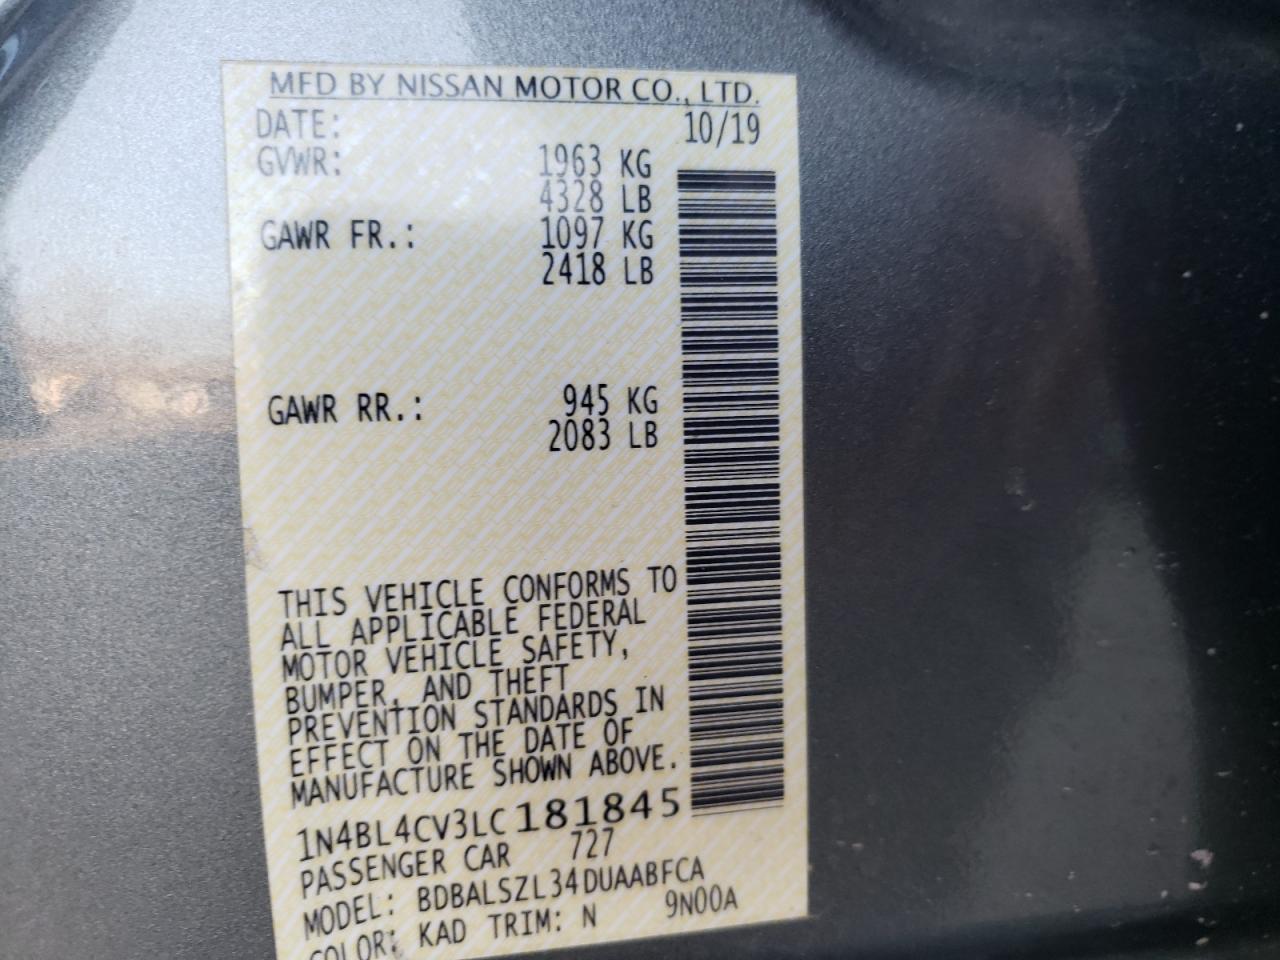 MFD BY NISSAN MOTOR CO., LTD.
DATE: 10/19
GVWR: 1963 KG
4328 LB
GAWR FR.: 1097 KG
2418 LB
GAWR RR.: 945 KG
2083 LB
THIS VEHICLE CONFORMS TO
ALL APPLICABLE FEDERAL
MOTOR VEHICLE SAFETY,
BUMPER, AND THEFT
PREVENTION STANDARDS IN
EFFECT ON THE DATE OF
MANUFACTURE SHOWN ABOVE.
1N4BL4CV3LC181845
PASSENGER CAR 727
MODEL: BDBALSZL34DUAABFCA
COLOR: KAD TRIM: N 9N00A